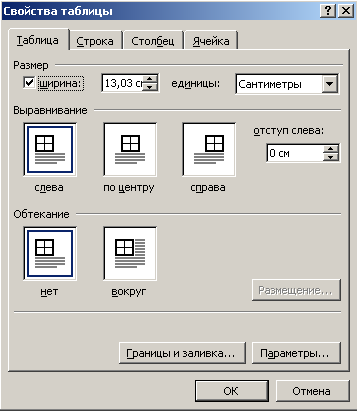 Свойства таблицы
Таблица Строка Столбец Ячейка
Размер
ширина: 13,03 см единицы: Сантиметры
Выравнивание
отступ слева:
0 см
слева по центру справа
Обтекание
нет вокруг
Размещение...
Границы и заливка... Параметры...
OK Отмена